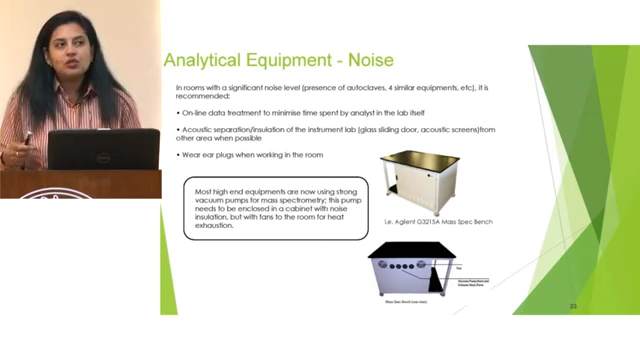 Analytical Equipment - Noise
In rooms with a significant noise level (presence of autoclaves, 4 similar equipments, etc), it is
recommended:
• On-line data treatment to minimise time spent by analyst in the lab itself
• Acoustic separation/insulation of the instrument lab (glass sliding door, acoustic screens)from
other area when possible
• Wear ear plugs when working in the room
Most high end equipments are now using strong
vacuum pumps for mass spectrometry; this pump
needs to be enclosed in a cabinet with noise
insulation, but with fans to the room for heat
exhaustion.
i.e. Agilent G3215A Mass Spec Bench
33